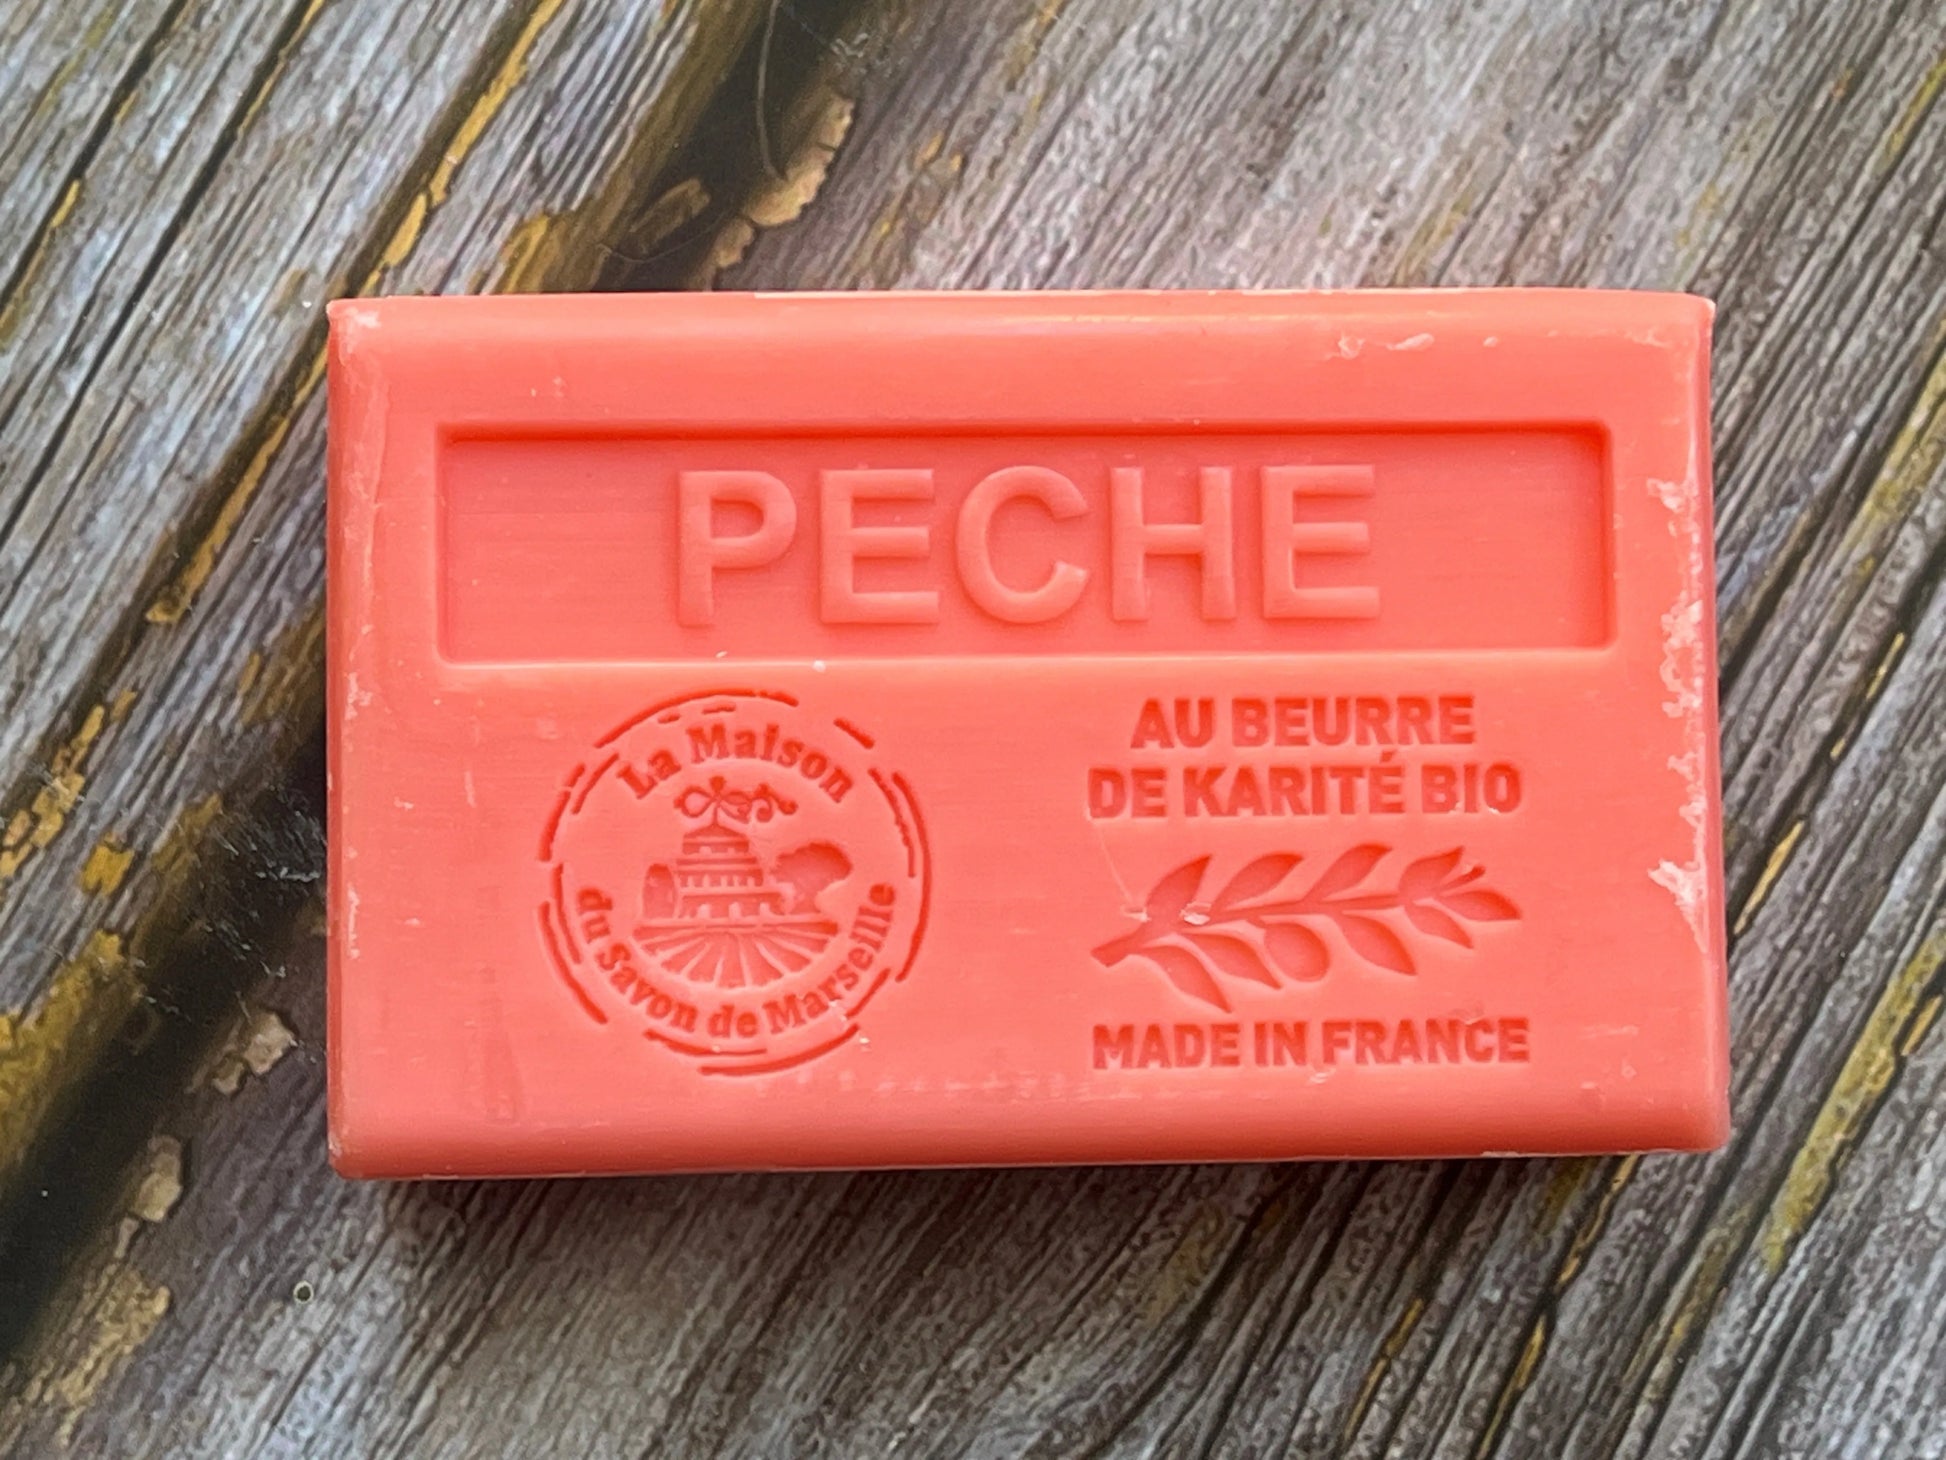 PECHE
La Maison
du Savon de Marseille
AU BEURRE
DE KARITÉ BIO
MADE IN FRANCE